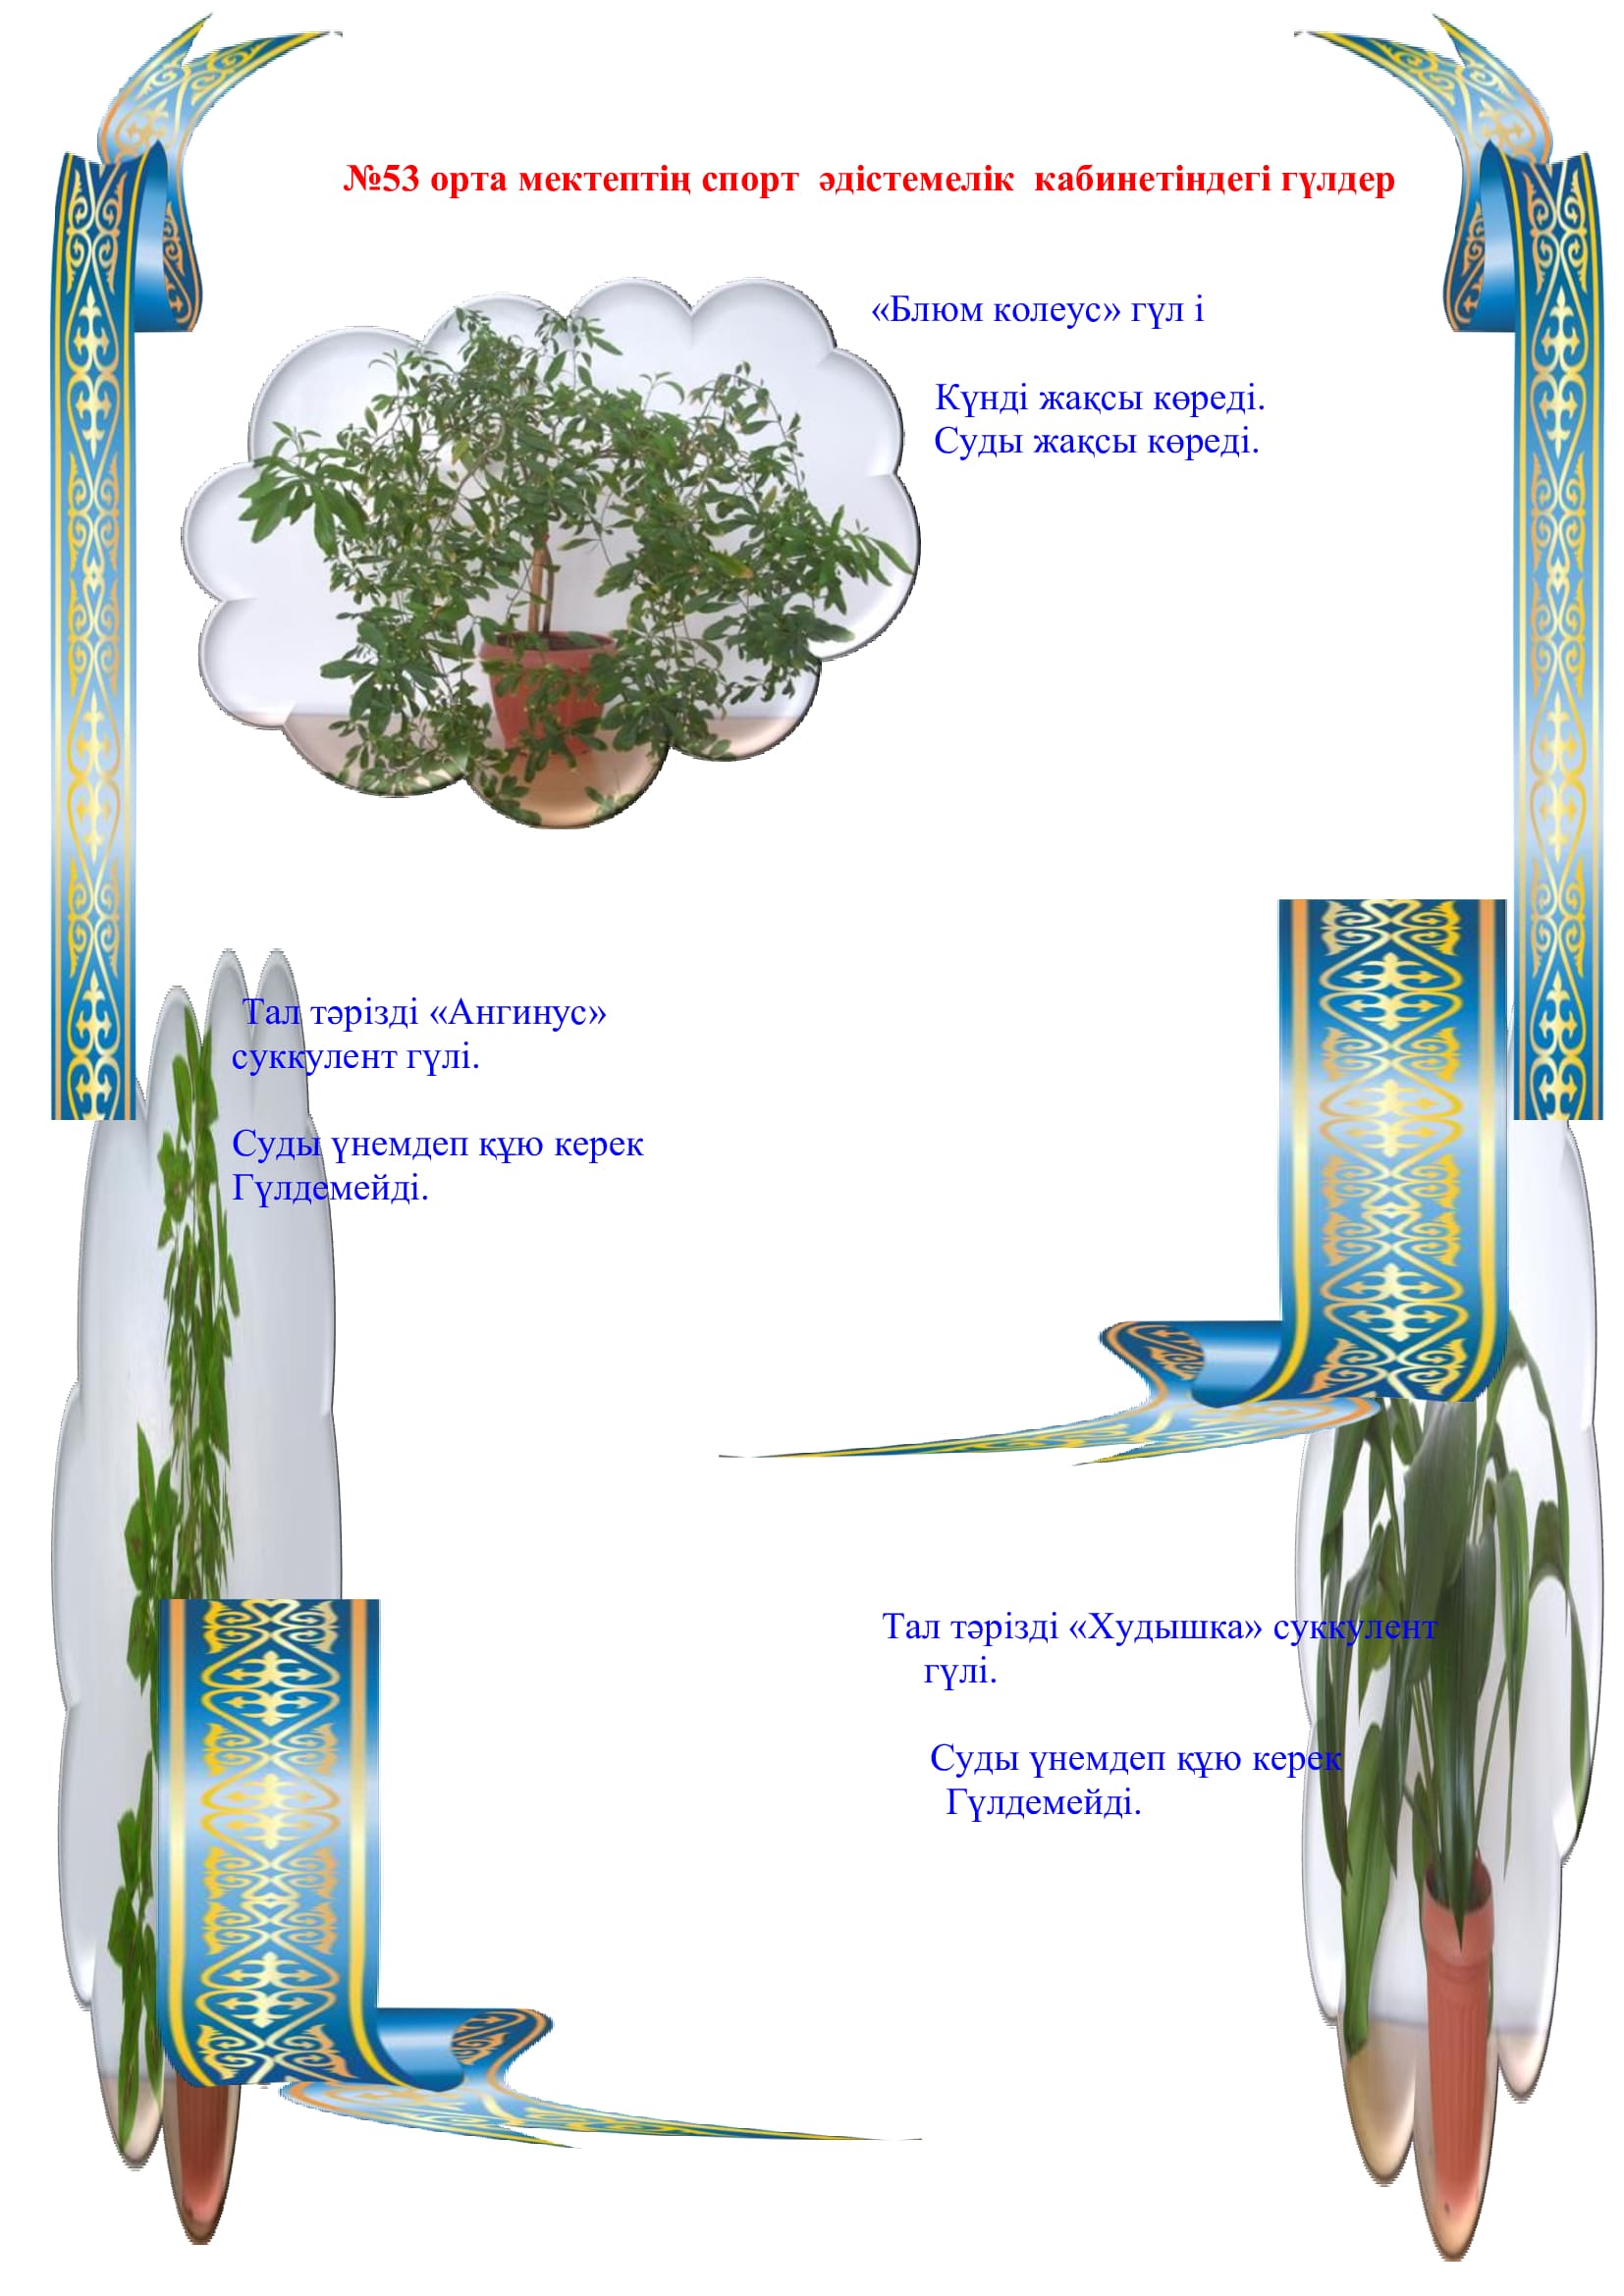 №53 орта мектептің спорт әдістемелік кабинетіндегі гүлдер
«Блюм колеус» гүл і
Күнді жақсы көреді.
Суды жақсы көреді.
Тал тәрізді «Ангинус»
суккулент гүлі.
Суды үнемдеп құю керек
Гүлдемейді.
Тал тәрізді «Худышка» суккулент
гүлі.
Суды үнемдеп құю керек
Гүлдемейді.